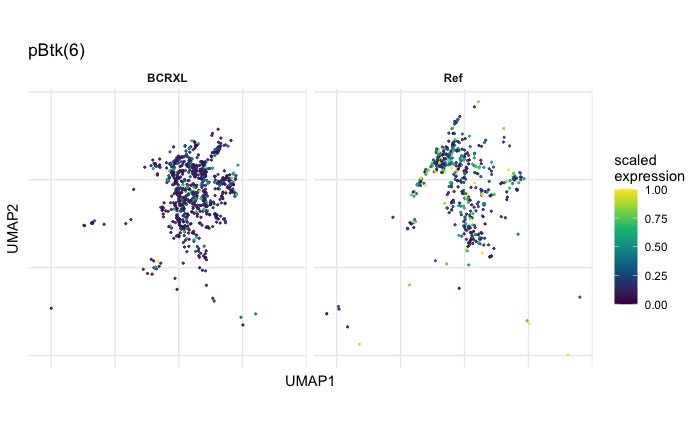 pBtk(6)
BCRXL
Ref
UMAP2
UMAP1
scaled
expression
1.00
0.75
0.50
0.25
0.00